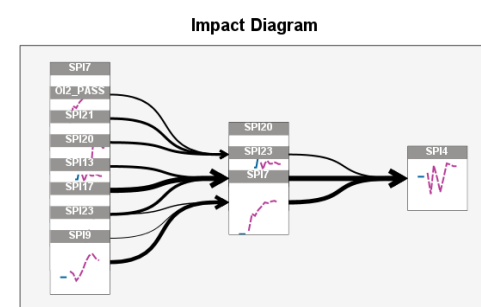 Impact Diagram
SPI7
OI2_PASS
SPI21
SPI20
SPI13
SPI17
SPI23
SPI9
SPI20
SPI23
SPI7
SPI4